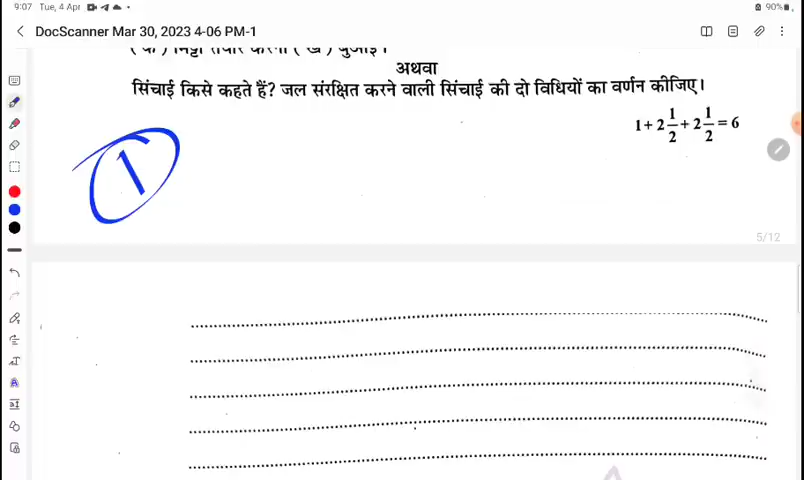 9:07 Tue, 4 Apr
90%
DocScanner Mar 30, 2023 4-06 PM-1
अथवा
सिंचाई किसे कहते हैं? जल संरक्षित करने वाली सिंचाई की दो विधियों का वर्णन कीजिए।
1 + 2 1/2 + 2 1/2 = 6
1
5/12